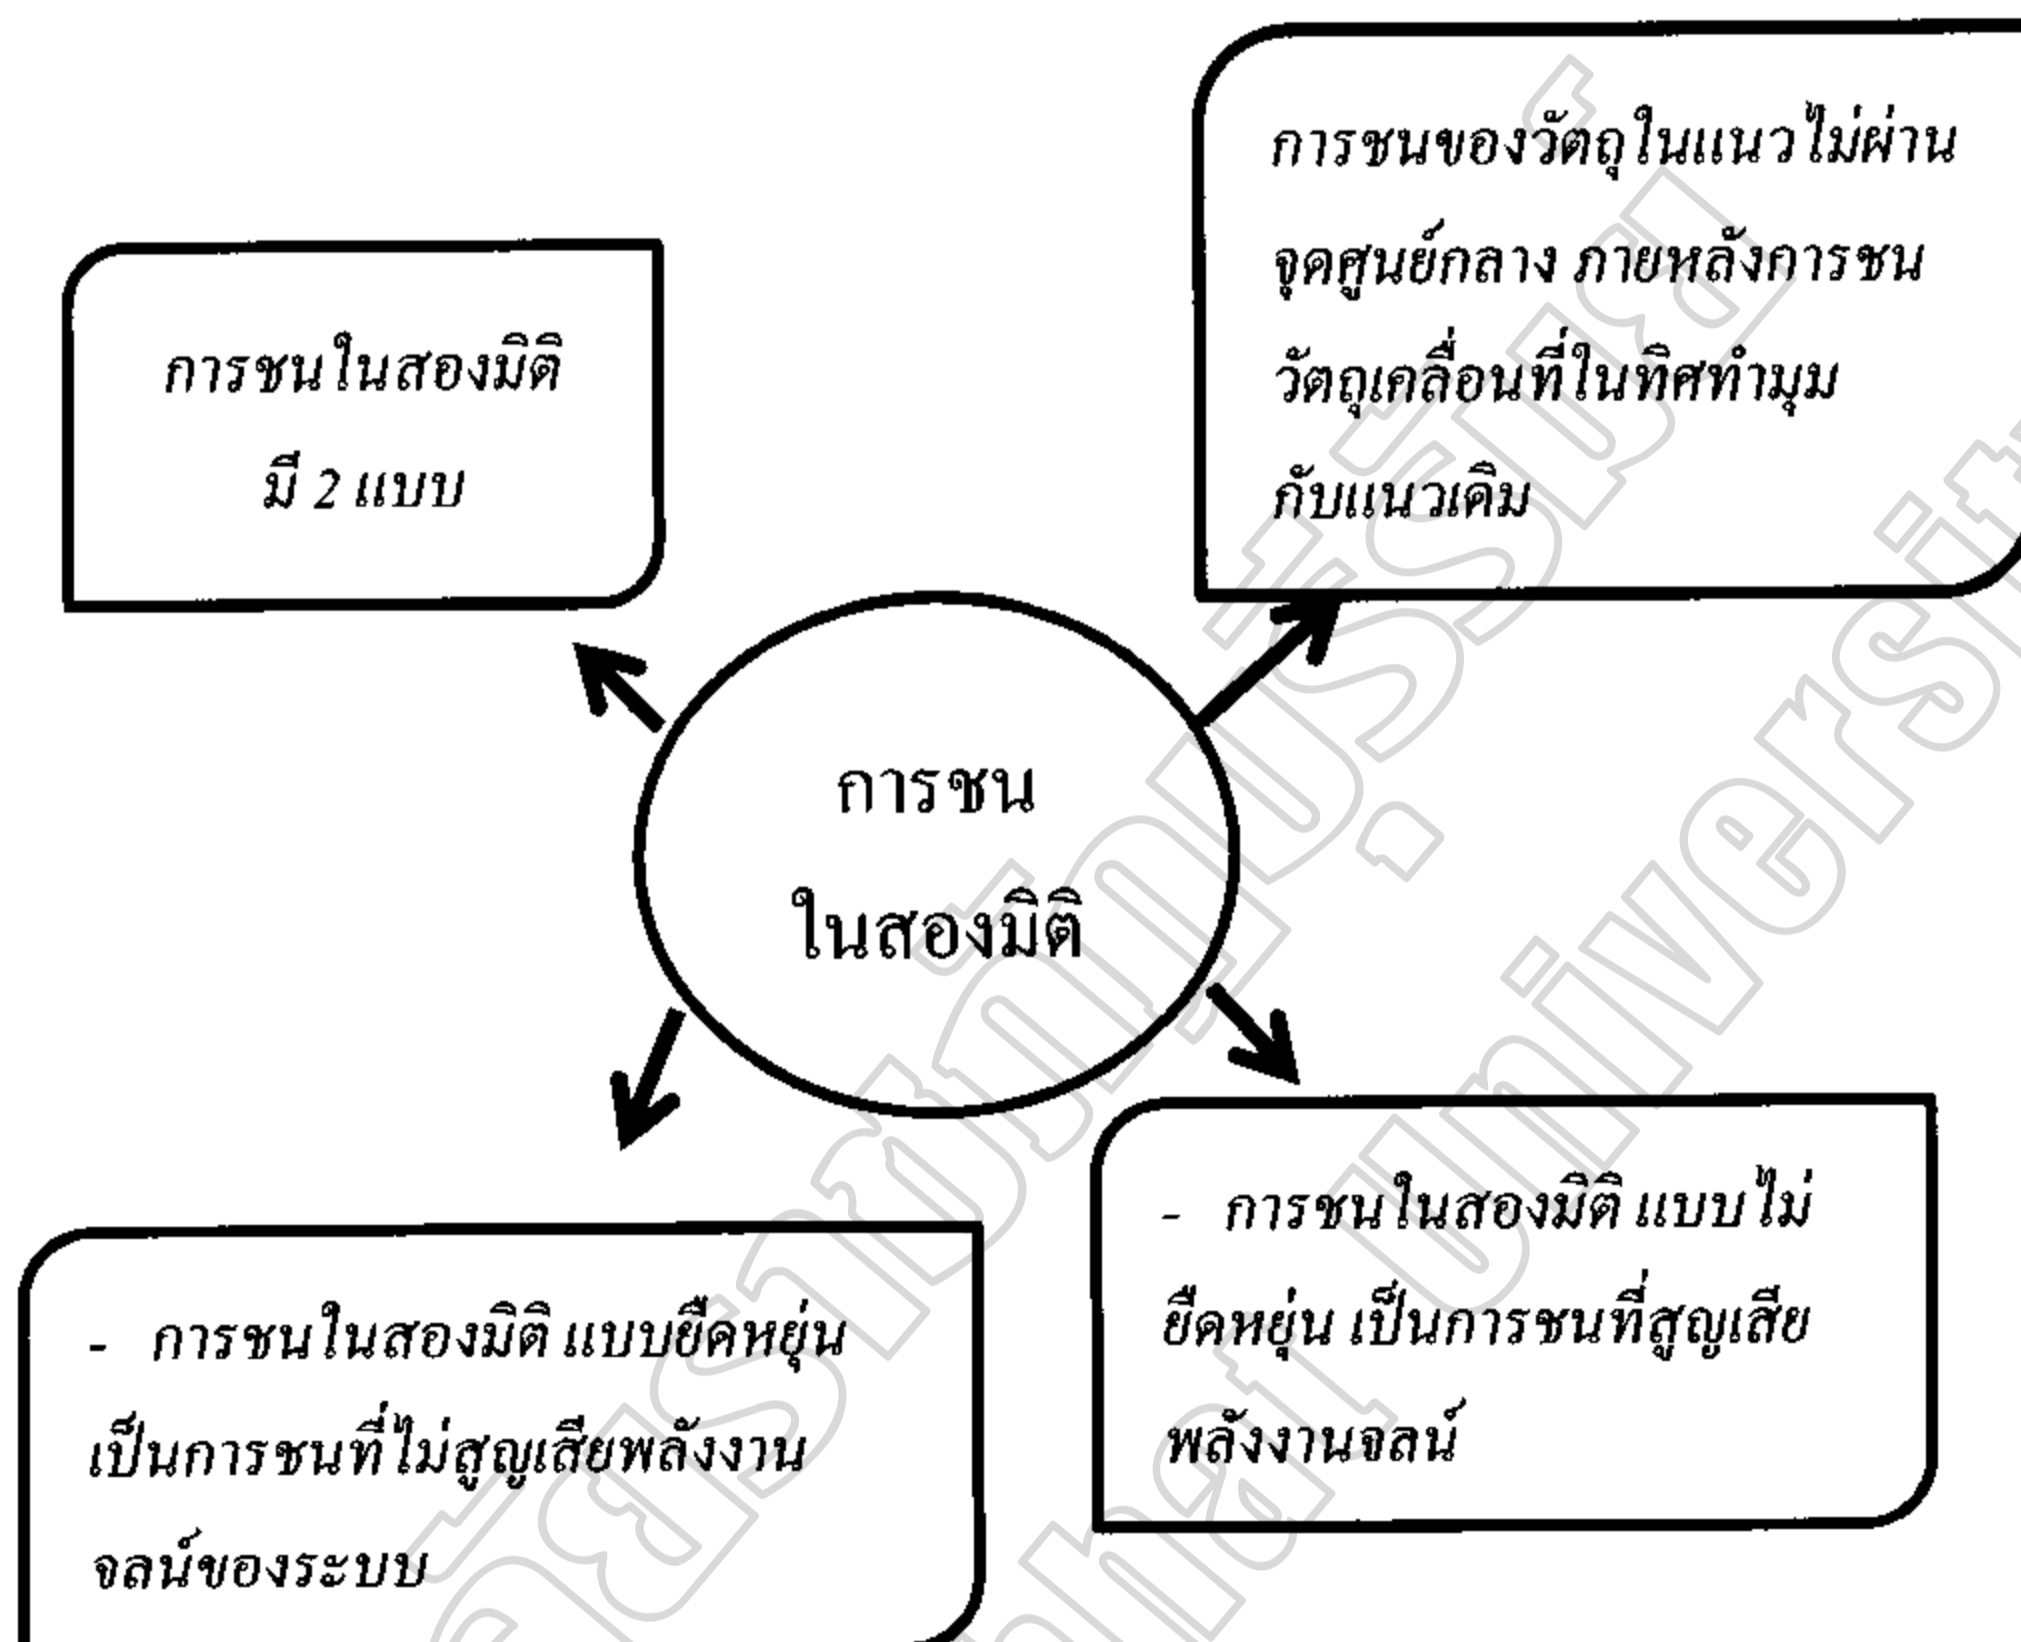 การชนของวัตถุในแนวไม่ผ่าน
จุดศูนย์กลาง ภายหลังการชน
วัตถุเคลื่อนที่ในทิศทำมุม
กับแนวเดิม
การชนในสองมิติ
มี 2 แบบ
การชน
ในสองมิติ
- การชนในสองมิติ แบบไม่
ยืดหยุ่น เป็นการชนที่สูญเสีย
พลังงานจลน์
- การชนในสองมิติ แบบยืดหยุ่น
เป็นการชนที่ไม่สูญเสียพลังงาน
จลน์ของระบบ